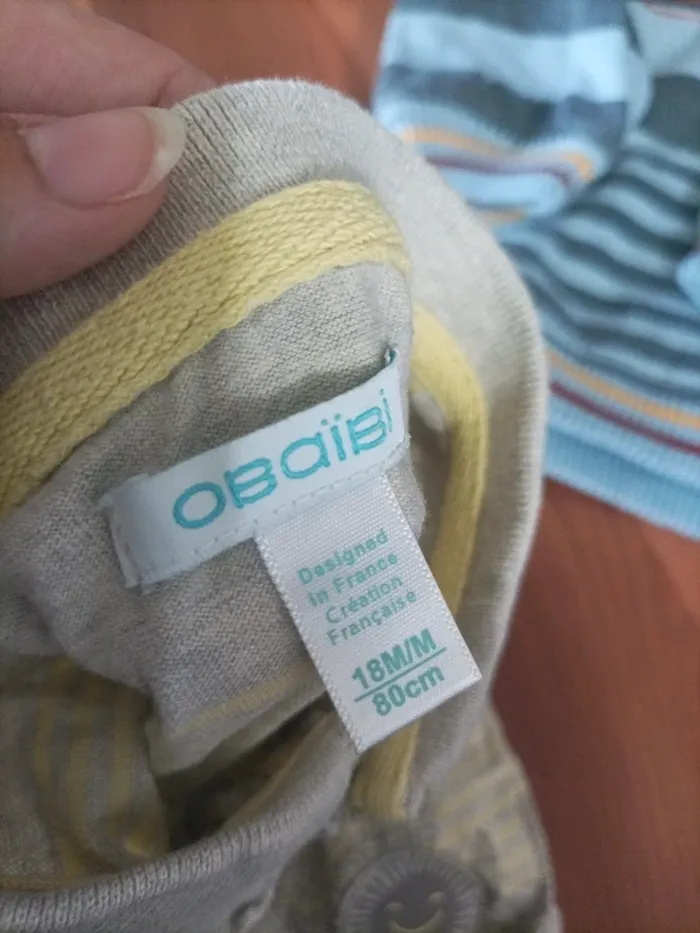 obaïbi
Designed
in France
Création
Française
18M/M
80cm